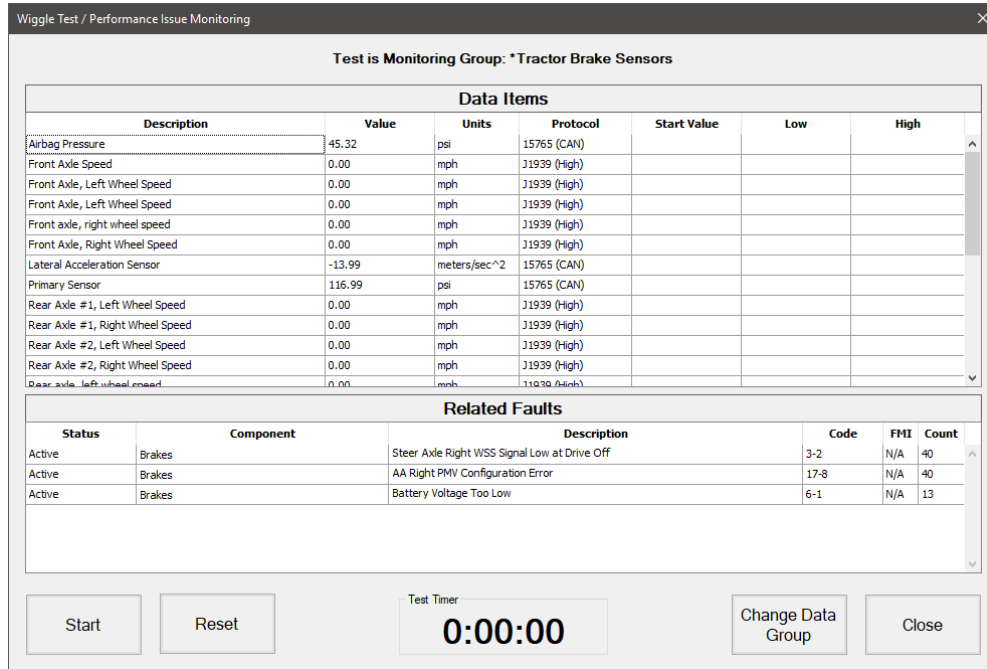 Wiggle Test / Performance Issue Monitoring
Test is Monitoring Group: *Tractor Brake Sensors
Data Items
Description Value Units Protocol Start Value Low High
Airbag Pressure 45.32 psi 15765 (CAN)
Front Axle Speed 0.00 mph J1939 (High)
Front Axle, Left Wheel Speed 0.00 mph J1939 (High)
Front Axle, Left Wheel Speed 0.00 mph J1939 (High)
Front axle, right wheel speed 0.00 mph J1939 (High)
Front Axle, Right Wheel Speed 0.00 mph J1939 (High)
Lateral Acceleration Sensor -13.99 meters/sec^2 15765 (CAN)
Primary Sensor 116.99 psi 15765 (CAN)
Rear Axle #1, Left Wheel Speed 0.00 mph J1939 (High)
Rear Axle #1, Right Wheel Speed 0.00 mph J1939 (High)
Rear Axle #2, Left Wheel Speed 0.00 mph J1939 (High)
Rear Axle #2, Right Wheel Speed 0.00 mph J1939 (High)
Rear axle, left wheel speed 0.00 mph J1939 (High)
Related Faults
Status Component Description Code FMI Count
Active Brakes Steer Axle Right WSS Signal Low at Drive Off 3-2 N/A 40
Active Brakes AA Right PMV Configuration Error 17-8 N/A 40
Active Brakes Battery Voltage Too Low 6-1 N/A 13
Start
Reset
Test Timer
0:00:00
Change Data
Group
Close